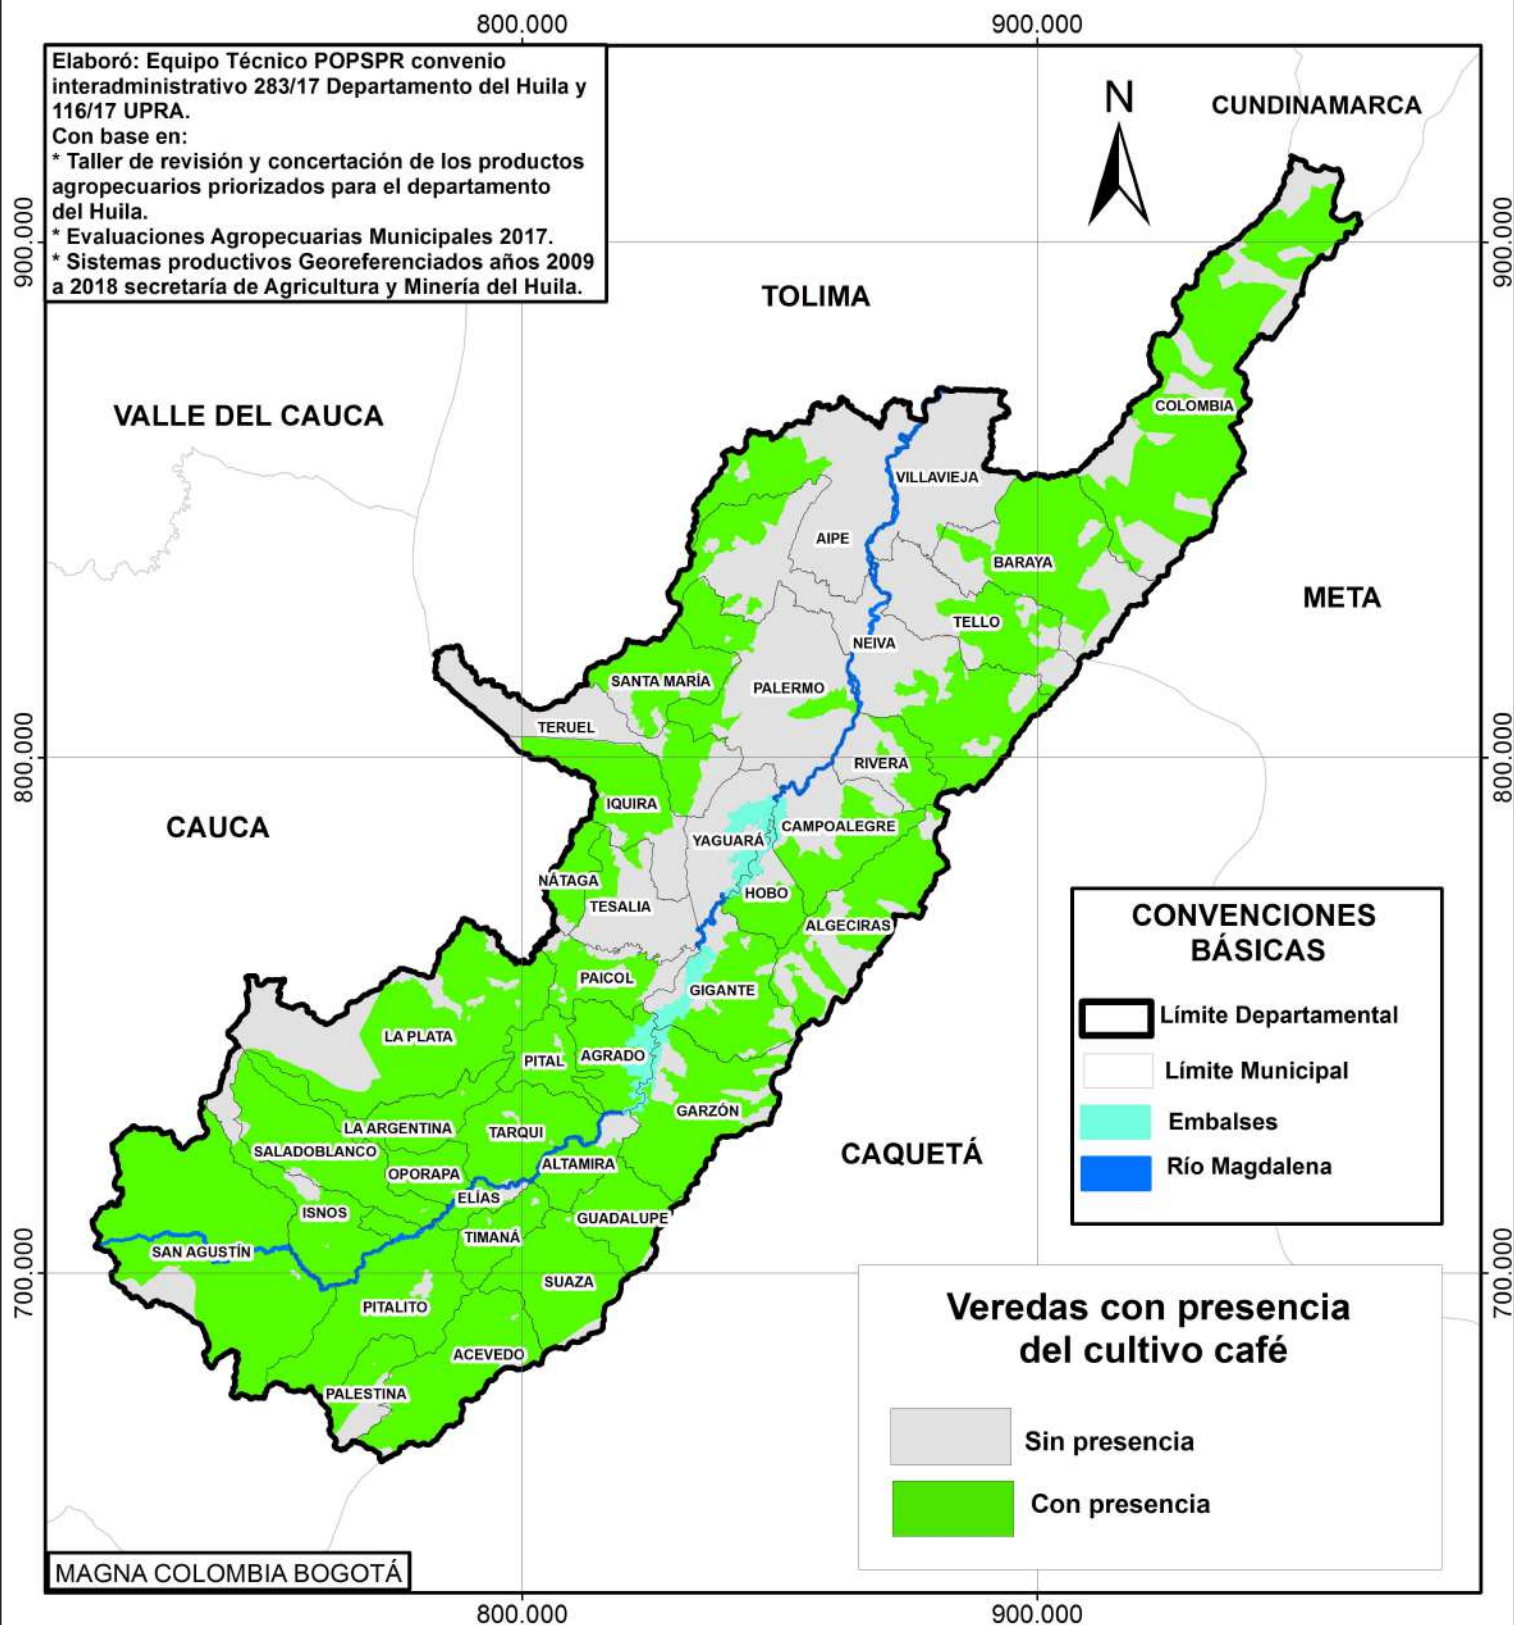 800.000
900.000
Elaboró: Equipo Técnico POPSPR convenio
interadministrativo 283/17 Departamento del Huila y
116/17 UPRA.
Con base en:
* Taller de revisión y concertación de los productos
agropecuarios priorizados para el departamento
del Huila.
* Evaluaciones Agropecuarias Municipales 2017.
* Sistemas productivos Georeferenciados años 2009
a 2018 secretaría de Agricultura y Minería del Huila.
N
CUNDINAMARCA
900.000
900.000
TOLIMA
VALLE DEL CAUCA
COLOMBIA
VILLAVIEJA
AIPE
BARAYA
META
TELLO
NEIVA
SANTA MARÍA
PALERMO
TERUEL
800.000
RIVERA
800.000
IQUIRA
CAUCA
CAMPOALEGRE
YAGUARÁ
NÁTAGA
HOBO
TESALIA
ALGECIRAS
PAICOL
GIGANTE
LA PLATA
PITAL
AGRADO
GARZÓN
LA ARGENTINA
TARQUI
SALADOBLANCO
CAQUETÁ
OPORAPA
ALTAMIRA
ELÍAS
ISNOS
GUADALUPE
TIMANÁ
SAN AGUSTÍN
SUAZA
700.000
700.000
PITALITO
ACEVEDO
PALESTINA
CONVENCIONES
BÁSICAS
Límite Departamental
Límite Municipal
Embalses
Río Magdalena
Veredas con presencia
del cultivo café
Sin presencia
Con presencia
MAGNA COLOMBIA BOGOTÁ
800.000
900.000